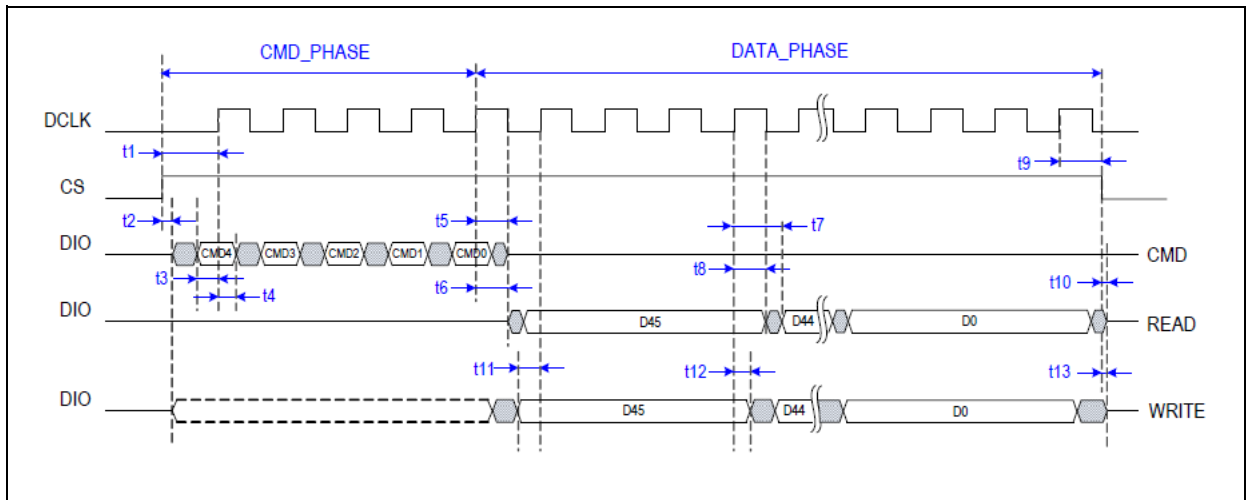 CMD_PHASE DATA_PHASE
DCLK
t1 t9
CS
t2 t5 t7
DIO CMD4 CMD3 CMD2 CMD1 CMD0 CMD
t3 t4 t6 t8 t10
DIO D45 D44 D0 READ
t11 t12 t13
DIO D45 D44 D0 WRITE